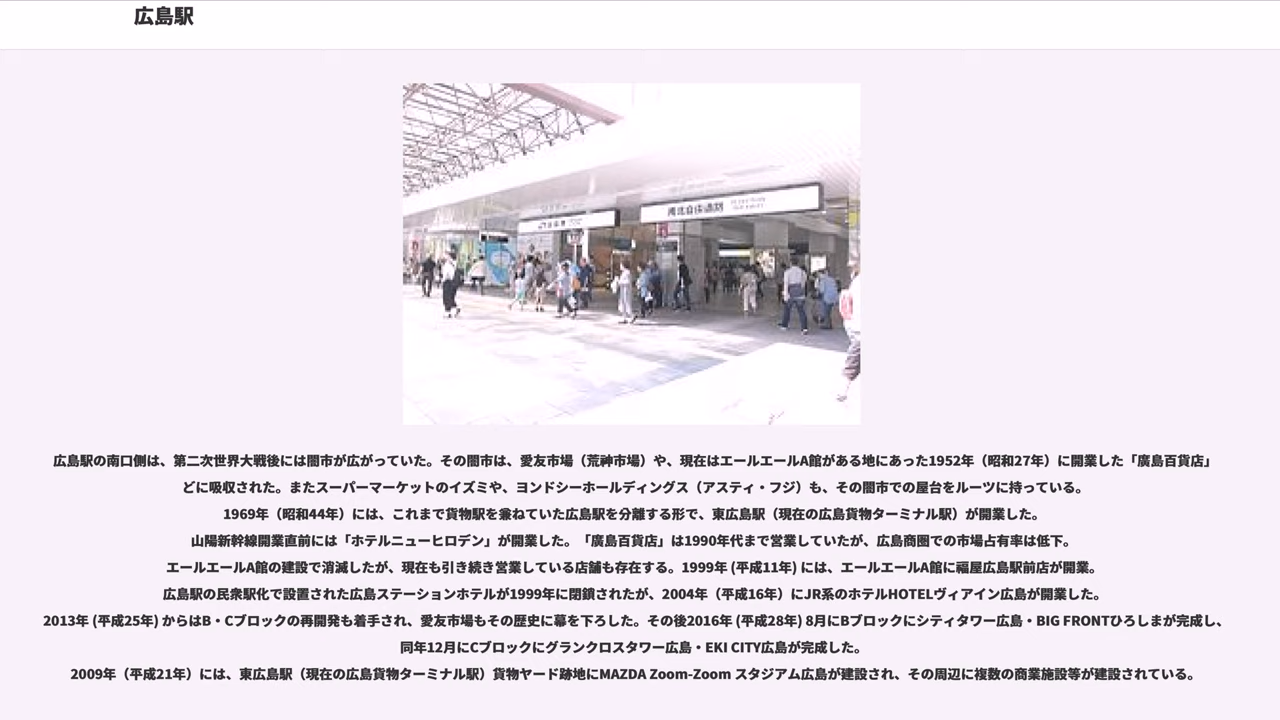 広島駅
南北自由通路
広島駅の南口側は、第二次世界大戦後には闇市が広がっていた。その闇市は、愛友市場（荒神市場）や、現在はエールエールA館がある地にあった1952年（昭和27年）に開業した「廣島百貨店」
どに吸収された。またスーパーマーケットのイズミや、ヨンドシーホールディングス（アスティ・フジ）も、その闇市での屋台をルーツに持っている。
1969年（昭和44年）には、これまで貨物駅を兼ねていた広島駅を分離する形で、東広島駅（現在の広島貨物ターミナル駅）が開業した。
山陽新幹線開業直前には「ホテルニューヒロデン」が開業した。「廣島百貨店」は1990年代まで営業していたが、広島商圏での市場占有率は低下。
エールエールA館の建設で消滅したが、現在も引き続き営業している店舗も存在する。1999年 (平成11年) には、エールエールA館に福屋広島駅前店が開業。
広島駅の民衆駅化で設置された広島ステーションホテルが1999年に閉鎖されたが、2004年（平成16年）にJR系のホテルHOTELヴィアイン広島が開業した。
2013年 (平成25年) からはB・Cブロックの再開発も着手され、愛友市場もその歴史に幕を下ろした。その後2016年 (平成28年) 8月にBブロックにシティタワー広島・BIG FRONTひろしまが完成し、
同年12月にCブロックにグランクロスタワー広島・EKI CITY広島が完成した。
2009年（平成21年）には、東広島駅（現在の広島貨物ターミナル駅）貨物ヤード跡地にMAZDA Zoom-Zoom スタジアム広島が建設され、その周辺に複数の商業施設等が建設されている。